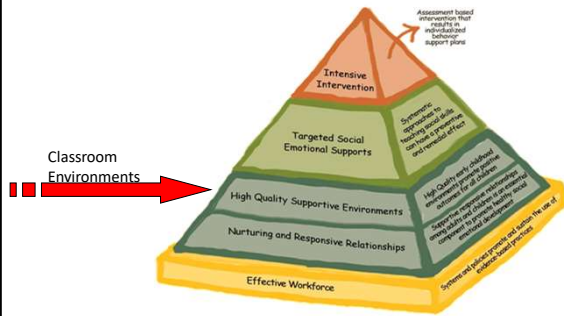 Assessment based
intervention that
results in
individualized
behavior
support plans
Intensive
Intervention
Targeted Social
Emotional Supports
Systematic
approaches to
teaching social skills
can have a preventive
and remedial effect
Classroom
Environments
High Quality Supportive Environments
High Quality early childhood
environments promote positive
outcomes for all children
Nurturing and Responsive Relationships
Supportive responsive relationships
among adults and children is an essential
component to promote healthy social
emotional development
Effective Workforce
Systems and policies promote and sustain the use of
evidence-based practices